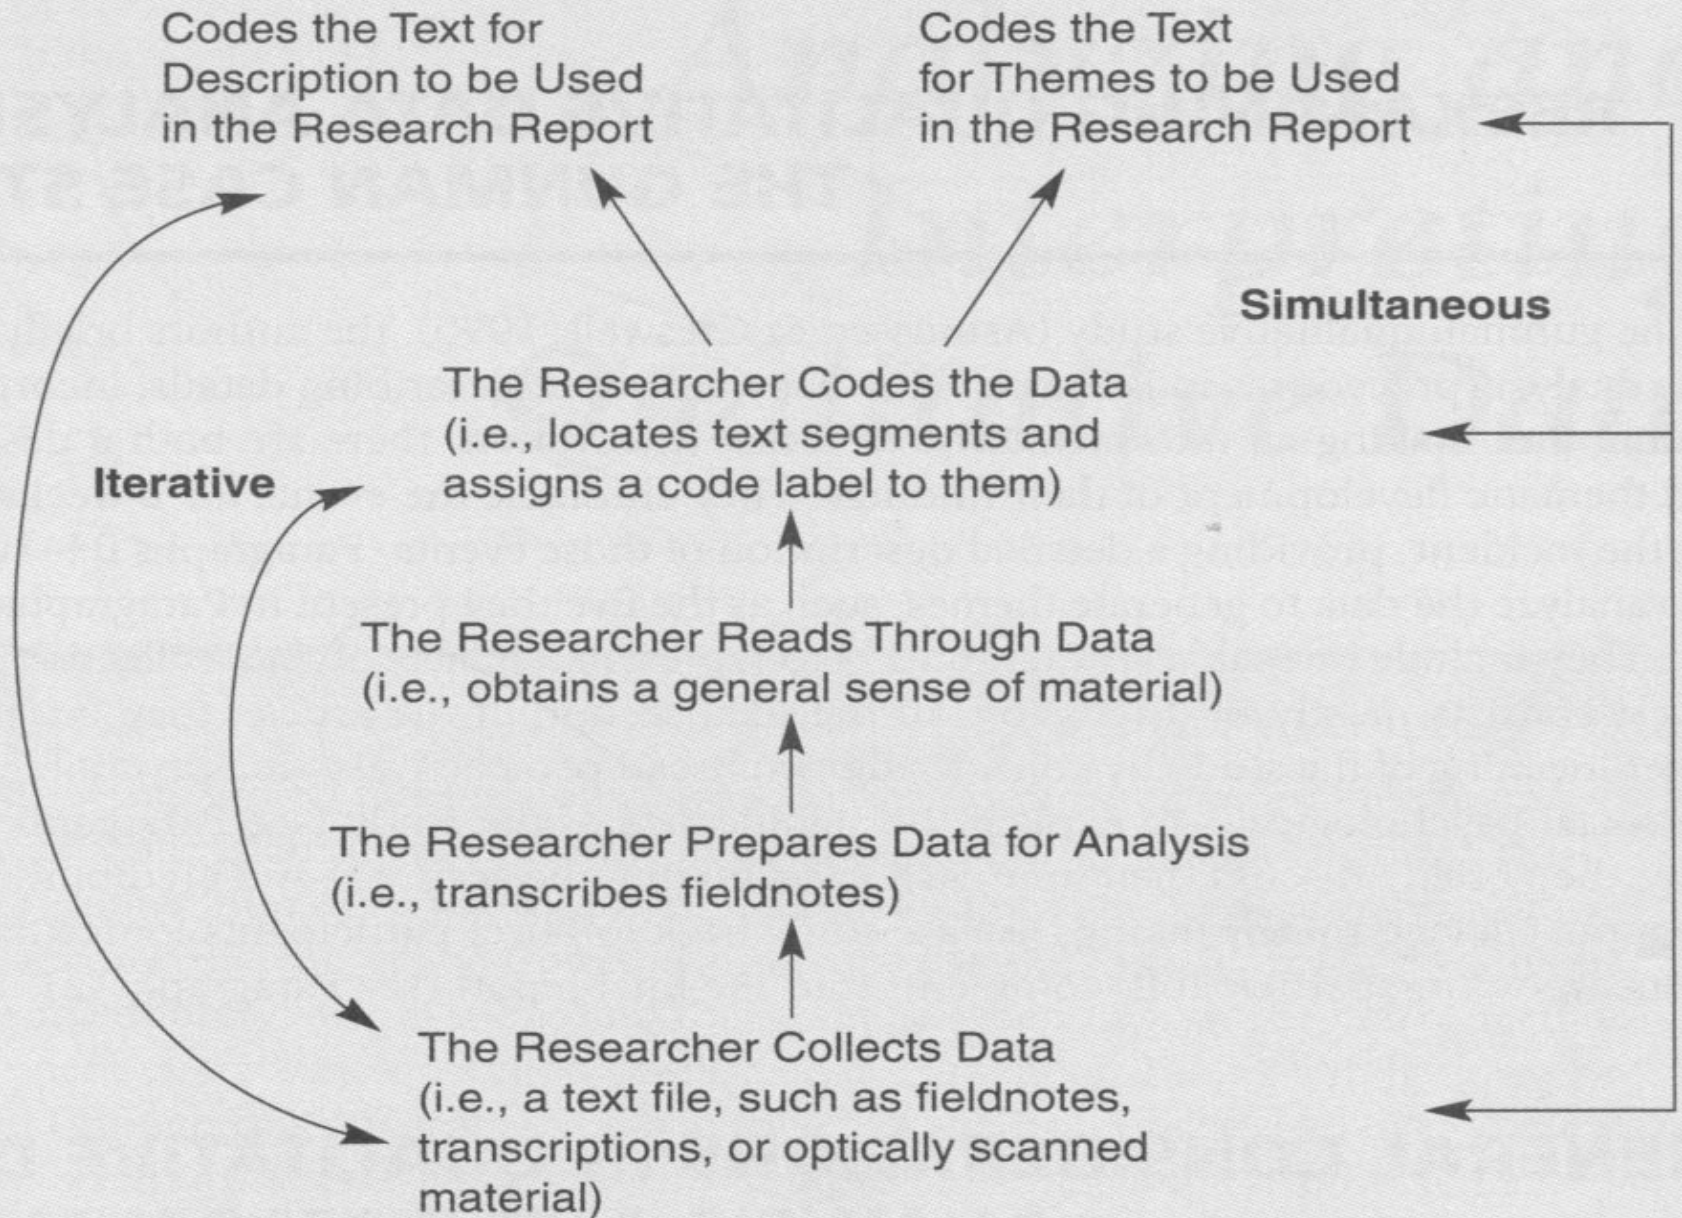 Codes the Text for
Description to be Used
in the Research Report
Codes the Text
for Themes to be Used
in the Research Report
Simultaneous
The Researcher Codes the Data
(i.e., locates text segments and
assigns a code label to them)
Iterative
The Researcher Reads Through Data
(i.e., obtains a general sense of material)
The Researcher Prepares Data for Analysis
(i.e., transcribes fieldnotes)
The Researcher Collects Data
(i.e., a text file, such as fieldnotes,
transcriptions, or optically scanned
material)